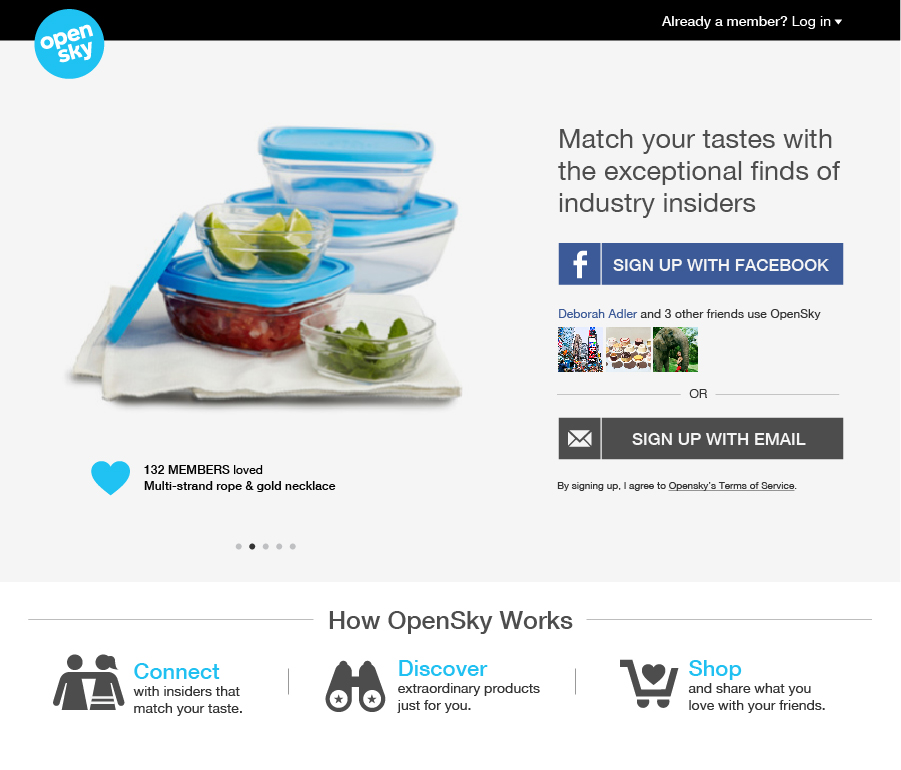 open
sky
Already a member? Log in
Match your tastes with
the exceptional finds of
industry insiders
f SIGN UP WITH FACEBOOK
Deborah Adler and 3 other friends use OpenSky
OR
SIGN UP WITH EMAIL
By signing up, I agree to Opensky's Terms of Service.
132 MEMBERS loved
Multi-strand rope & gold necklace
How OpenSky Works
Connect
with insiders that
match your taste.
Discover
extraordinary products
just for you.
Shop
and share what you
love with your friends.